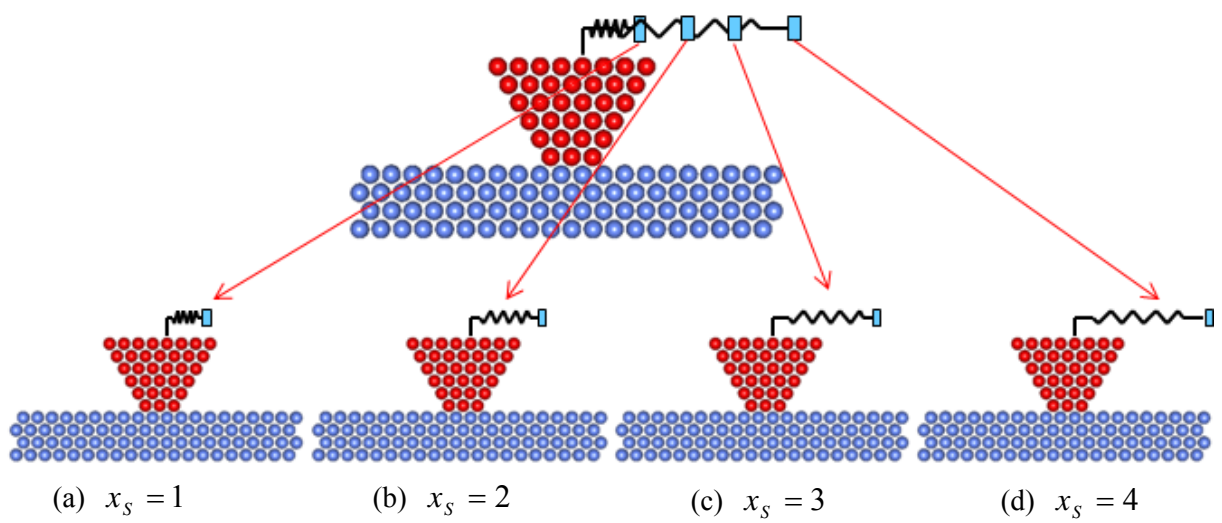 (a) x_S = 1 (b) x_S = 2 (c) x_S = 3 (d) x_S = 4